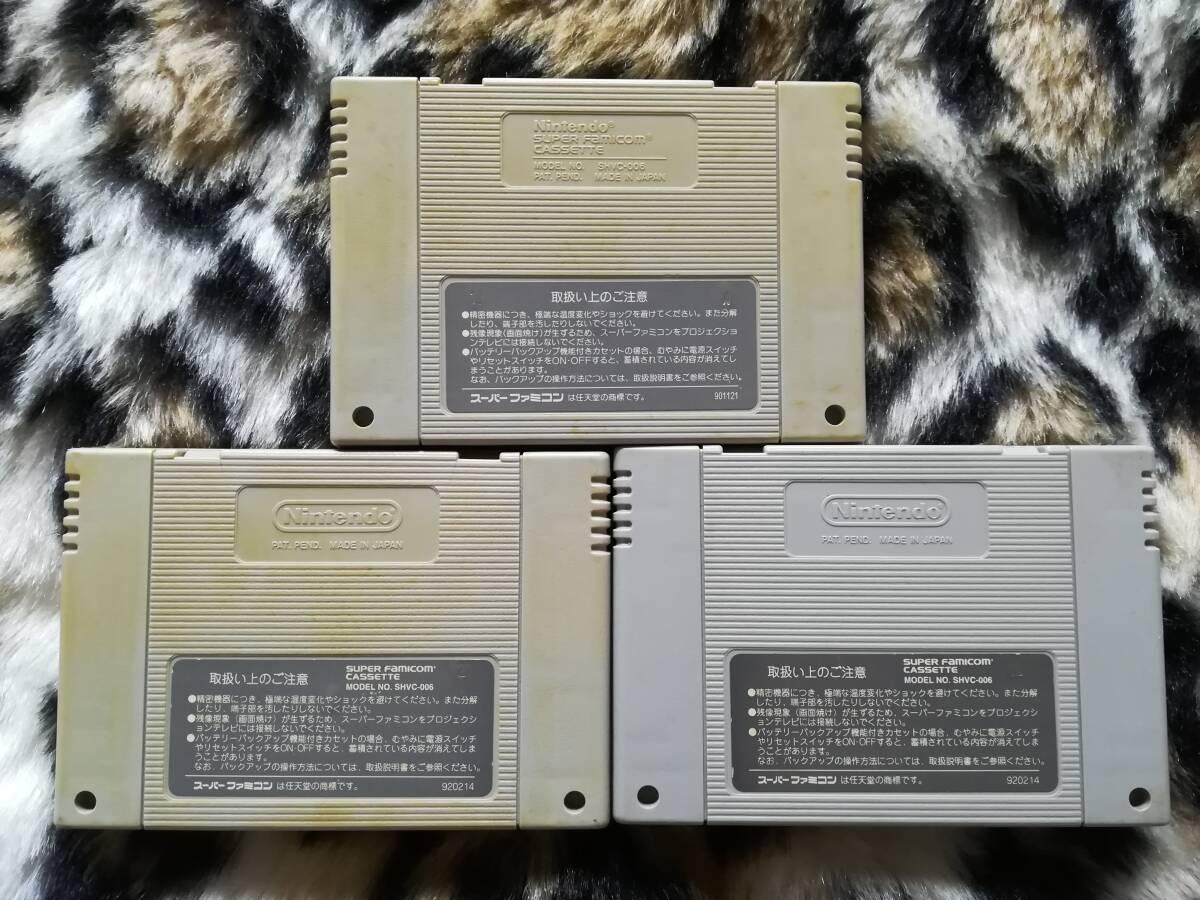 Nintendo®
SUPER FAMICOM®
CASSETTE
MODEL NO. SHVC-006
PAT. PEND. MADE IN JAPAN
取扱い上のご注意
●精密機器につき、極端な温度変化やショックを避けてください。また分解
したり、端子部を汚したりしないでください。
●残像現象(画面焼け)が生ずるため、スーパーファミコンをプロジェクショ
ンテレビには接続しないでください。
●バッテリーバックアップ機能付きカセットの場合、むやみに電源スイッチ
やリセットスイッチをON-OFFすると、蓄積されている内容が消えてし
まうことがあります。
なお、バックアップの操作方法については、取扱説明書をご参照ください。
スーパーファミコン は任天堂の商標です。 901121
Nintendo
PAT. PEND. MADE IN JAPAN
取扱い上のご注意
SUPER FAMICOM®
CASSETTE
MODEL NO. SHVC-006
●精密機器につき、極端な温度変化やショックを避けてください。また分解
したり、端子部を汚したりしないでください。
●残像現象(画面焼け)が生ずるため、スーパーファミコンをプロジェクシ
ョンテレビには接続しないでください。
●バッテリーバックアップ機能付きカセットの場合、むやみに電源スイッチ
やリセットスイッチをON-OFFすると、蓄積されている内容が消えてしま
うことがあります。
なお、バックアップの操作方法については、取扱説明書をご参照ください。
スーパーファミコン は任天堂の商標です。 920214
Nintendo
PAT. PEND. MADE IN JAPAN
取扱い上のご注意
SUPER FAMICOM®
CASSETTE
MODEL NO. SHVC-006
●精密機器につき、極端な温度変化やショックを避けてください。また分解
したり、端子部を汚したりしないでください。
●残像現象(画面焼け)が生ずるため、スーパーファミコンをプロジェクシ
ョンテレビには接続しないでください。
●バッテリーバックアップ機能付きカセットの場合、むやみに電源スイッチ
やリセットスイッチをON-OFFすると、蓄積されている内容が消えてしま
うことがあります。
なお、バックアップの操作方法については、取扱説明書をご参照ください。
スーパーファミコン は任天堂の商標です。 920214